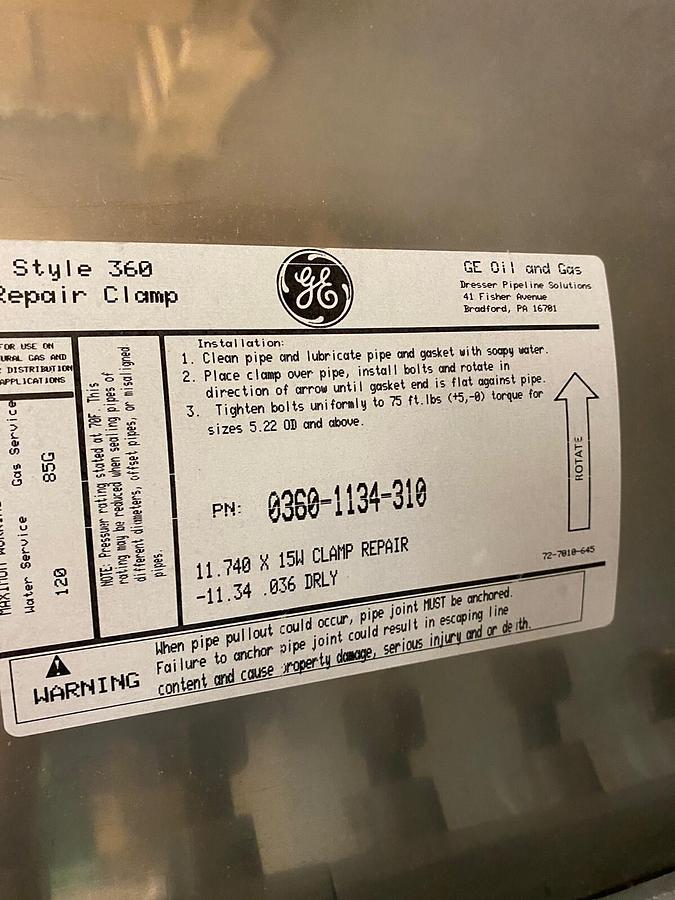 Style 360
Repair Clamp
GE
GE Oil and Gas
Dresser Pipeline Solutions
41 Fisher Avenue
Bradford, PA 16701
FOR USE ON
GAS AND
DISTRIBUTION
APPLICATIONS
Gas Service
85G
Water Service
120
NOTE: Pressuer rating stated at 70F. This
rating may be reduced when sealing pipes of
different diameters, offset pipes, or misaligned
pipes.
Installation:
1. Clean pipe and lubricate pipe and gasket with soapy water.
2. Place clamp over pipe, install bolts and rotate in
direction of arrow until gasket end is flat against pipe.
3. Tighten bolts uniformly to 75 ft.lbs (+5,-0) torque for
sizes 5.22 OD and above.
ROTATE
PN: 0360-1134-310
11.740 X 15W CLAMP REPAIR
-11.34 .036 DRLY
72-7010-645
WARNING
When pipe pullout could occur, pipe joint MUST be anchored.
Failure to anchor pipe joint could result in escaping line
content and cause property damage, serious injury and or death.